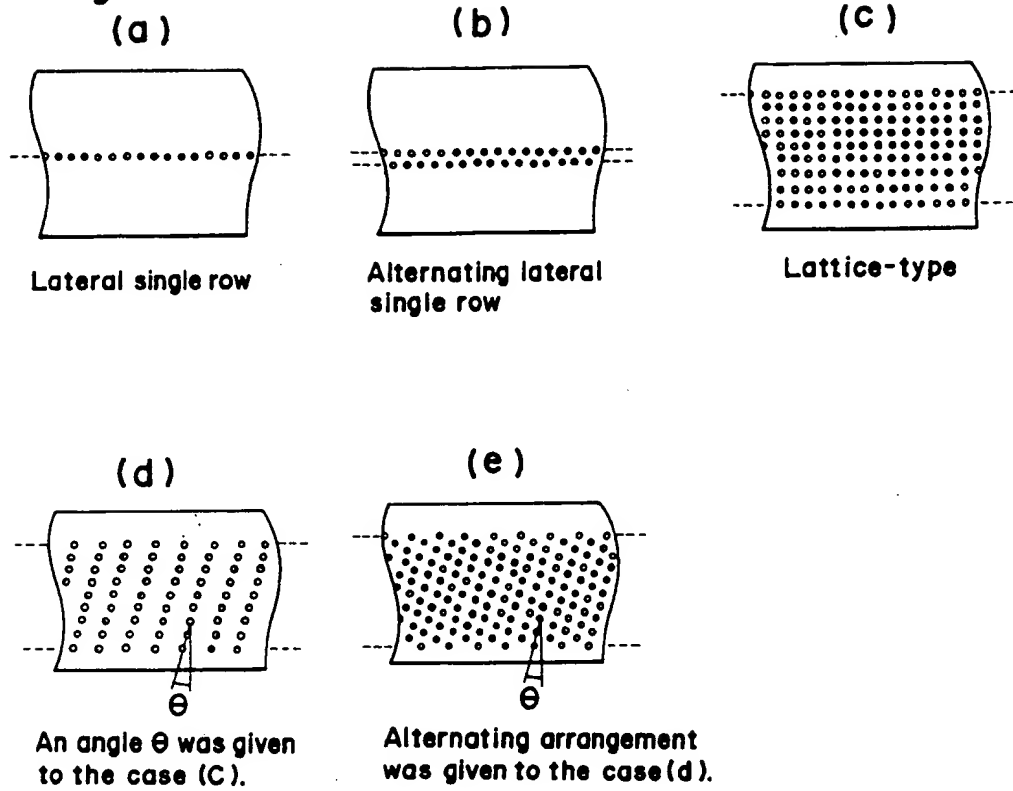 (a)
(b)
(c)
Lateral single row
Alternating lateral
single row
Lattice-type
(d)
(e)
θ
θ
An angle θ was given
to the case (C).
Alternating arrangement
was given to the case (d).